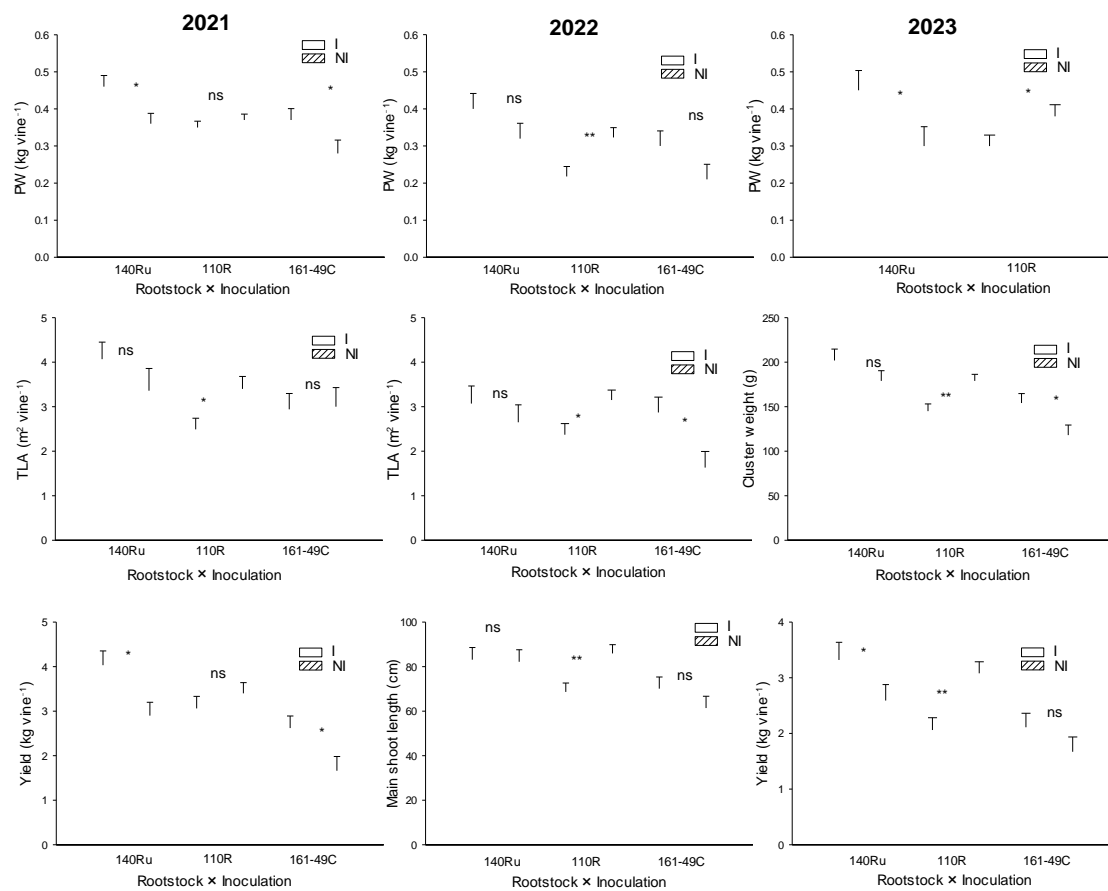 2021
2022
2023
0.6
0.5
0.4
0.3
0.2
0.1
0.0
PW (kg vine⁻¹)
I
NI
*
ns
*
140Ru
110R
161-49C
Rootstock × Inoculation
0.6
0.5
0.4
0.3
0.2
0.1
0.0
PW (kg vine⁻¹)
I
NI
ns
**
ns
140Ru
110R
161-49C
Rootstock × Inoculation
0.6
0.5
0.4
0.3
0.2
0.1
0.0
PW (kg vine⁻¹)
I
NI
*
*
140Ru
110R
Rootstock × Inoculation
5
4
3
2
1
0
TLA (m² vine⁻¹)
I
NI
ns
*
ns
140Ru
110R
161-49C
Rootstock × Inoculation
5
4
3
2
1
0
TLA (m² vine⁻¹)
I
NI
ns
*
*
140Ru
110R
161-49C
Rootstock × Inoculation
250
200
150
100
50
0
Cluster weight (g)
I
NI
ns
**
*
140Ru
110R
161-49C
Rootstock × Inoculation
5
4
3
2
1
0
Yield (kg vine⁻¹)
I
NI
*
ns
*
140Ru
110R
161-49C
Rootstock × Inoculation
100
80
60
40
20
0
Main shoot length (cm)
I
NI
ns
**
ns
140Ru
110R
161-49C
Rootstock × Inoculation
4
3
2
1
0
Yield (kg vine⁻¹)
I
NI
*
**
ns
140Ru
110R
161-49C
Rootstock × Inoculation